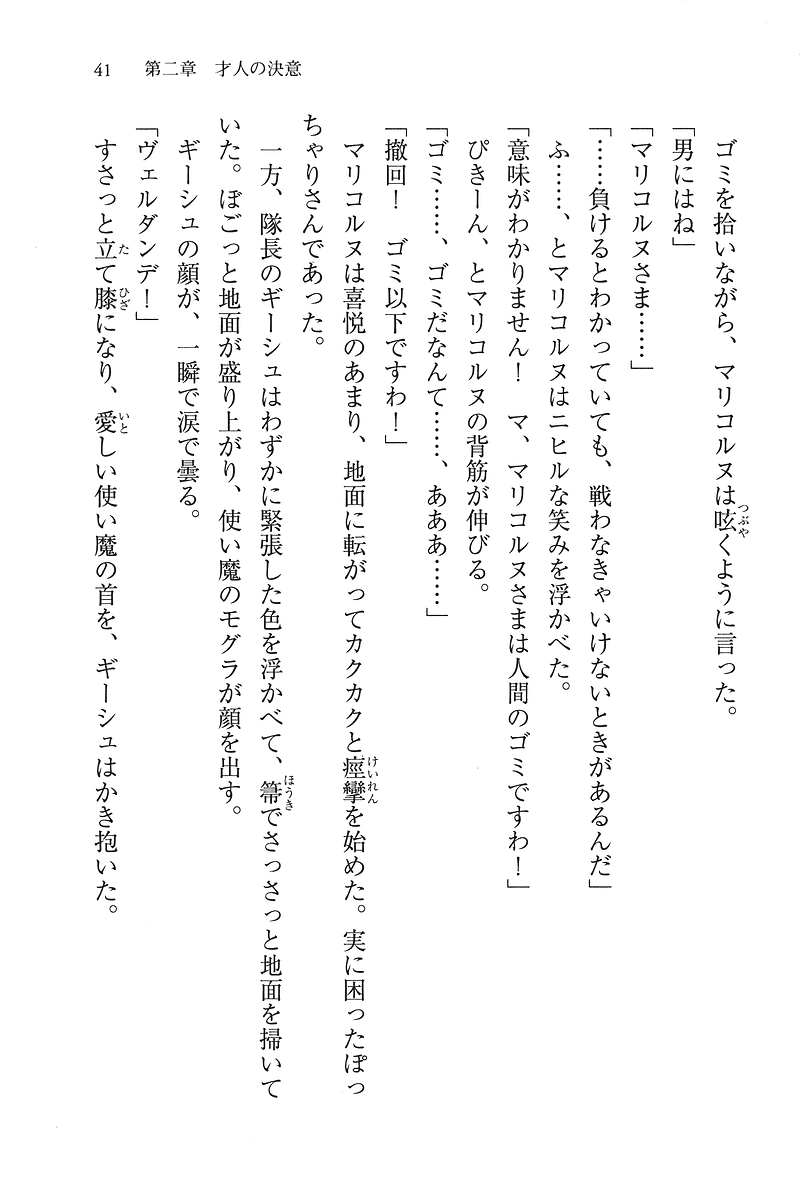 41　第二章　才人の決意
　ゴミを拾いながら、マリコルヌは呟くように言った。
「男にはね」
「マリコルヌさま……」
「……負けるとわかっていても、戦わなきゃいけないときがあるんだ」
　ふ……、とマリコルヌはニヒルな笑みを浮かべた。
「意味がわかりません！　マ、マリコルヌさまは人間のゴミですわ！」
　ぴきーん、とマリコルヌの背筋が伸びる。
「ゴミ……、ゴミだなんて……、あああ……」
「撤回！　ゴミ以下ですわ！」
　マリコルヌは喜悦のあまり、地面に転がってカクカクと痙攣を始めた。実に困ったぽっ
ちゃりさんであった。
　一方、隊長のギーシュはわずかに緊張した色を浮かべて、箒でさっさっと地面を掃いて
いた。ぼごっと地面が盛り上がり、使い魔のモグラが顔を出す。
　ギーシュの顔が、一瞬で涙で曇る。
「ヴェルダンデ！」
　すさっと立て膝になり、愛しい使い魔の首を、ギーシュはかき抱いた。